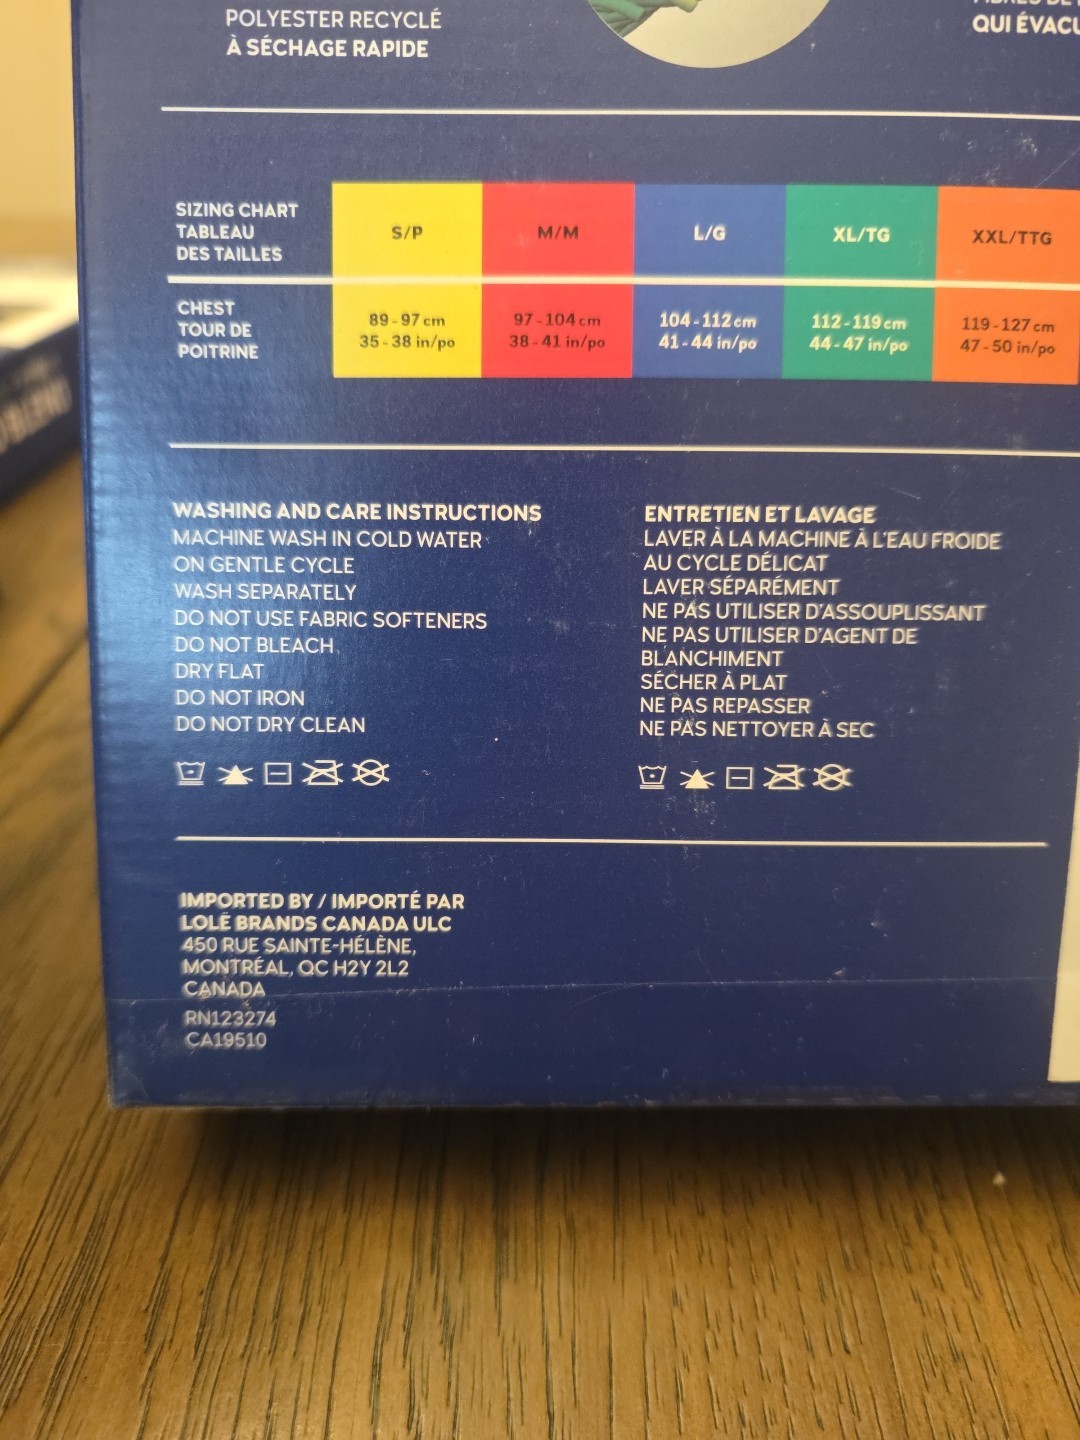 POLYESTER RECYCLÉ
À SÉCHAGE RAPIDE
QUI ÉVACU
SIZING CHART
TABLEAU
DES TAILLES
S/P
M/M
L/G
XL/TG
XXL/TTG
CHEST
TOUR DE
POITRINE
89-97 cm
35-38 in/po
97-104 cm
38-41 in/po
104-112 cm
41-44 in/po
112-119 cm
44-47 in/po
119-127 cm
47-50 in/po
WASHING AND CARE INSTRUCTIONS
MACHINE WASH IN COLD WATER
ON GENTLE CYCLE
WASH SEPARATELY
DO NOT USE FABRIC SOFTENERS
DO NOT BLEACH
DRY FLAT
DO NOT IRON
DO NOT DRY CLEAN
ENTRETIEN ET LAVAGE
LAVER À LA MACHINE À L'EAU FROIDE
AU CYCLE DÉLICAT
LAVER SÉPARÉMENT
NE PAS UTILISER D'ASSOUPLISSANT
NE PAS UTILISER D'AGENT DE
BLANCHIMENT
SÉCHER À PLAT
NE PAS REPASSER
NE PAS NETTOYER À SEC
IMPORTED BY / IMPORTÉ PAR
LOLË BRANDS CANADA ULC
450 RUE SAINTE-HÉLÈNE,
MONTRÉAL, QC H2Y 2L2
CANADA
RN123274
CA19510